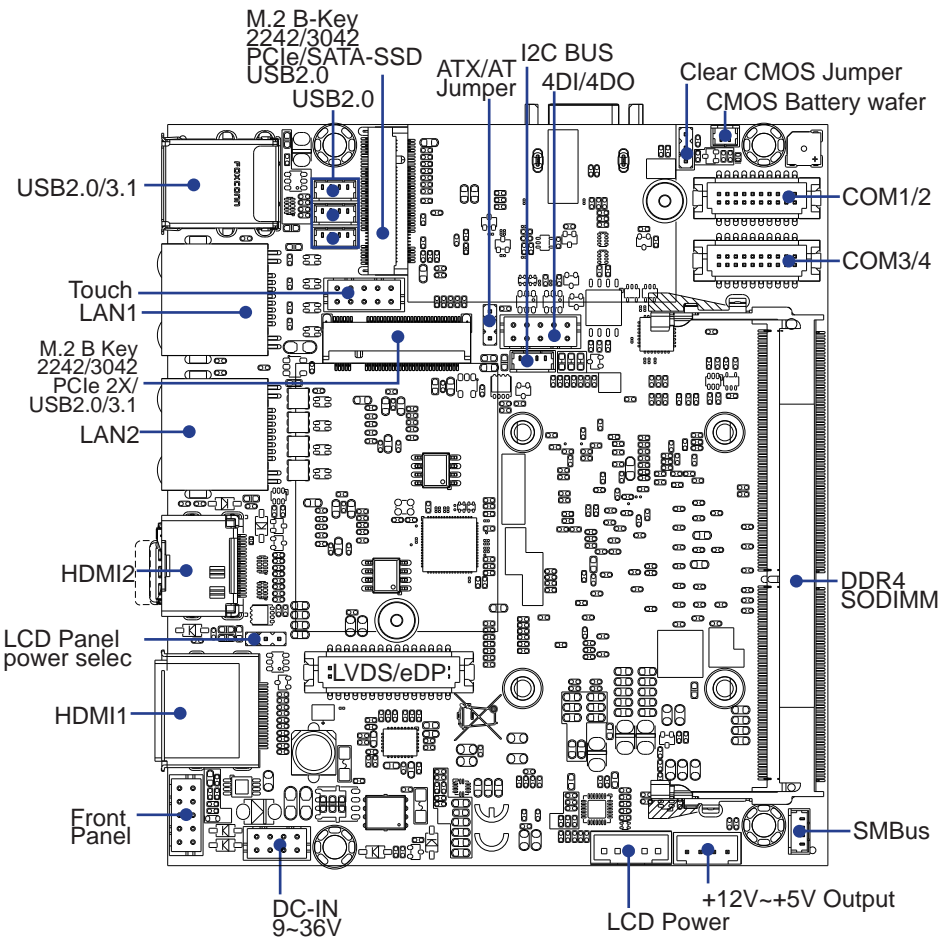 M.2 B-Key
2242/3042
PCIe/SATA-SSD
USB2.0
USB2.0
ATX/AT
Jumper
I2C BUS
4DI/4DO
Clear CMOS Jumper
CMOS Battery wafer
FOXCONN
USB2.0/3.1
COM1/2
COM3/4
Touch
LAN1
M.2 B Key
2242/3042
PCIe 2X/
USB2.0/3.1
LAN2
HDMI2
DDR4
SODIMM
LCD Panel
power selec
LVDS/eDP
HDMI1
Front
Panel
SMBus
DC-IN
9~36V
LCD Power
+12V~+5V Output
+